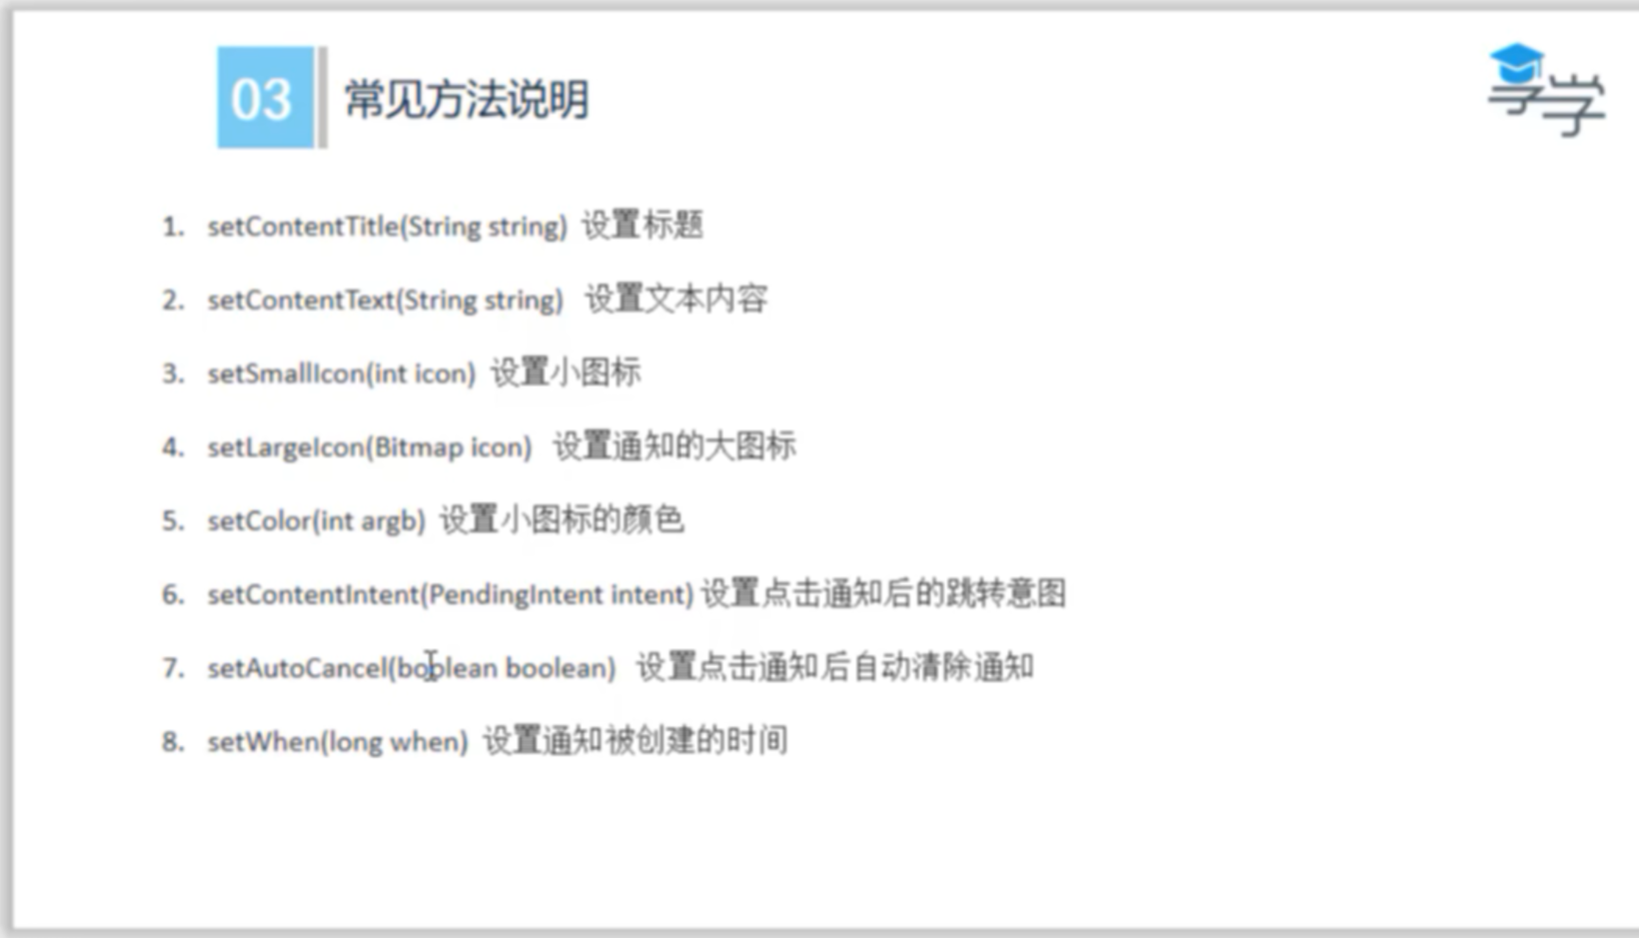 03 常见方法说明
享学
1. setContentTitle(String string) 设置标题
2. setContentText(String string) 设置文本内容
3. setSmallIcon(int icon) 设置小图标
4. setLargeIcon(Bitmap icon) 设置通知的大图标
5. setColor(int argb) 设置小图标的颜色
6. setContentIntent(PendingIntent intent) 设置点击通知后的跳转意图
7. setAutoCancel(boolean boolean) 设置点击通知后自动清除通知
8. setWhen(long when) 设置通知被创建的时间